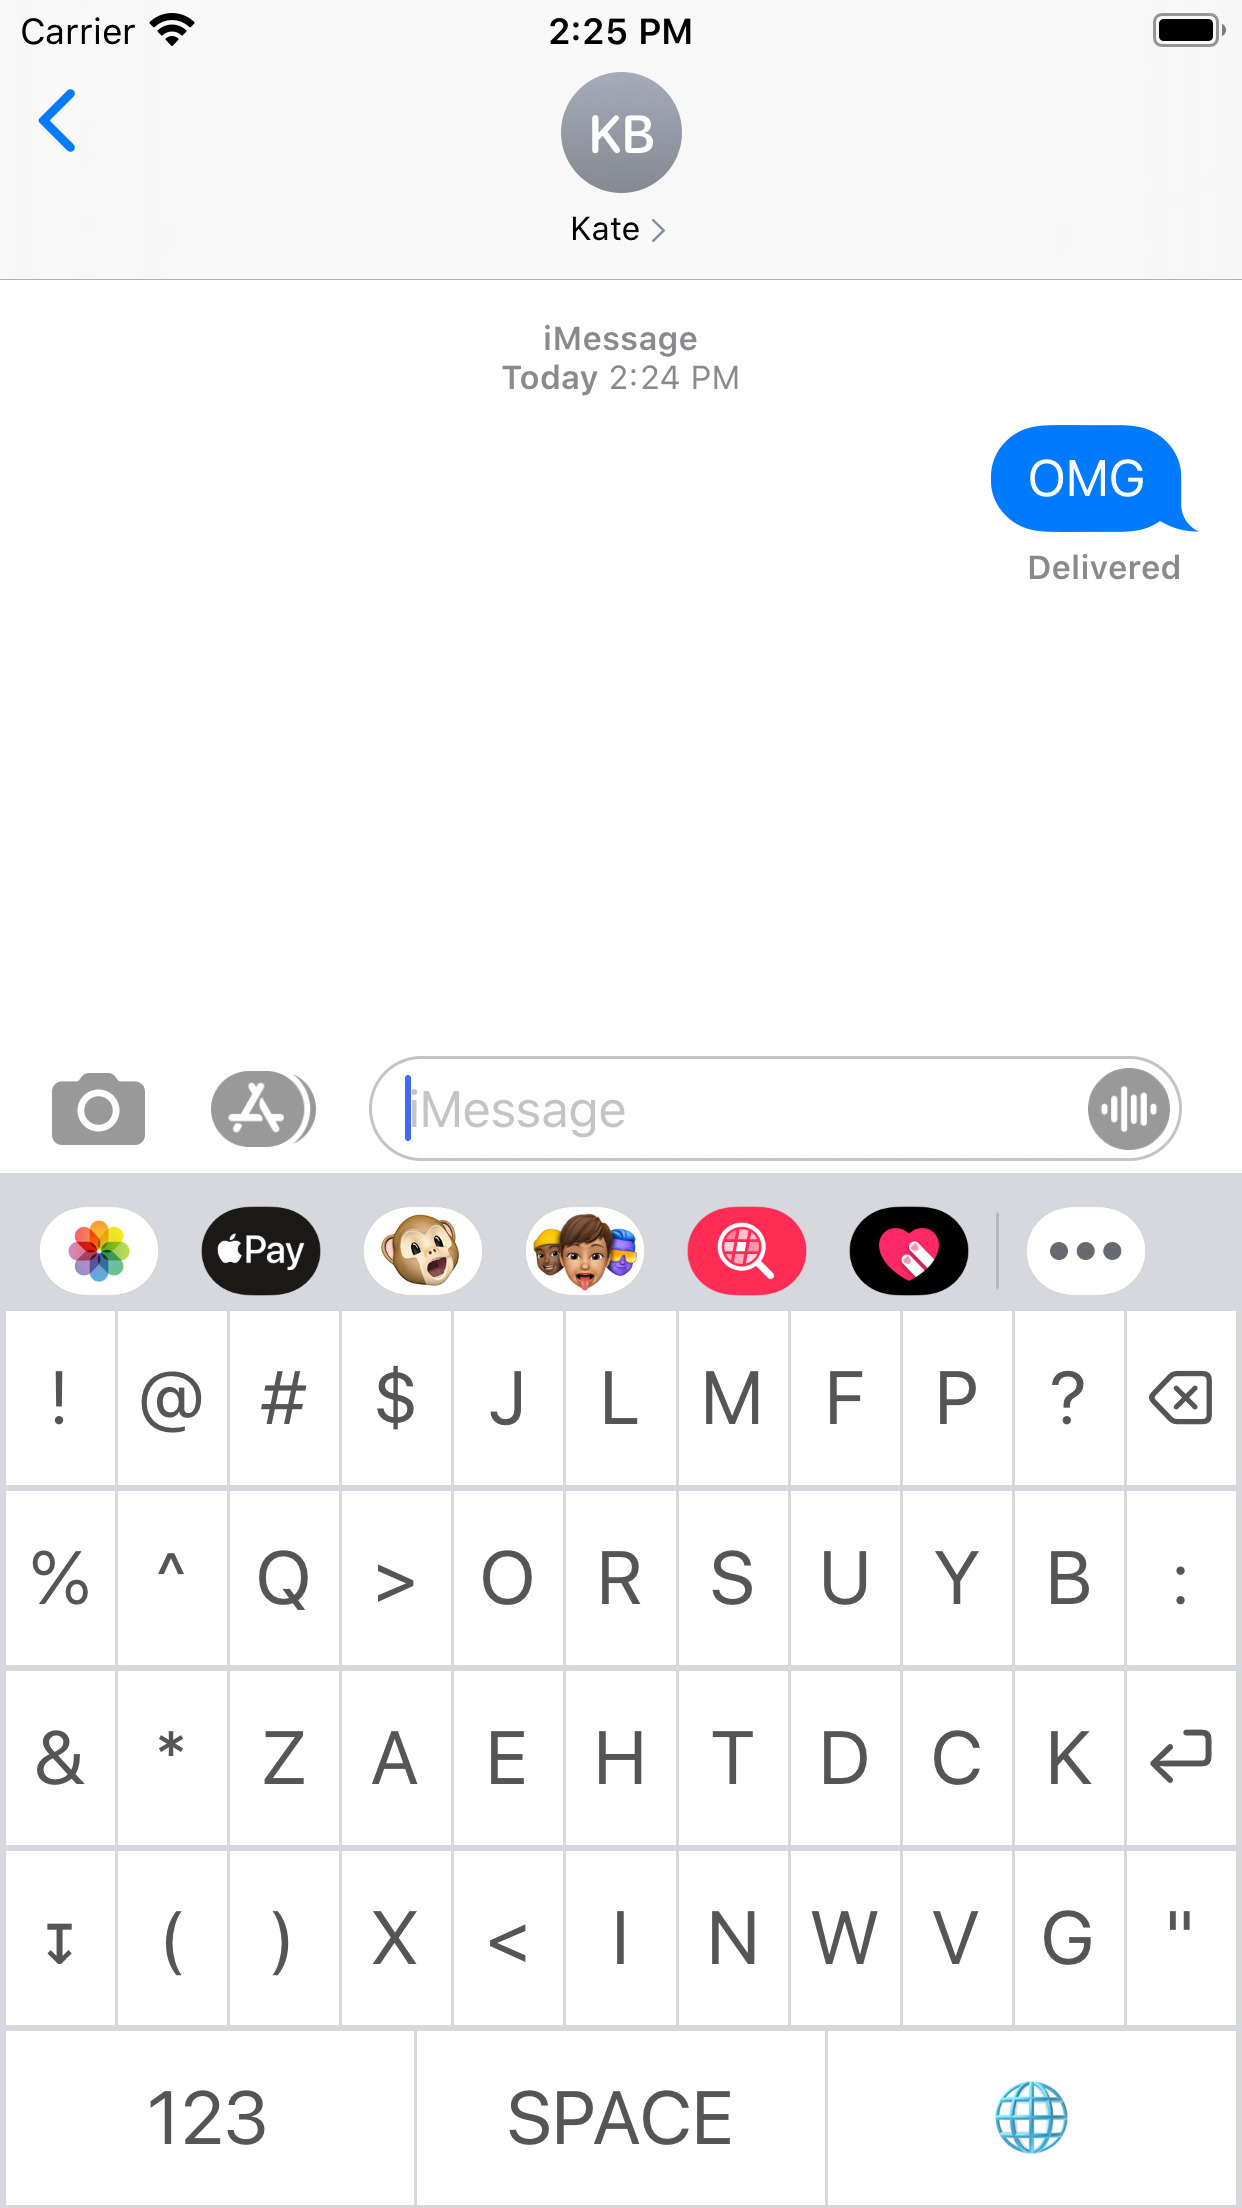 Carrier 2:25 PM
KB
Kate
iMessage
Today 2:24 PM
OMG
Delivered
iMessage
Pay
! @ # $ J L M F P ?
% ^ Q > O R S U Y B :
& * Z A E H T D C K
↧ ( ) X < I N W V G "
123 SPACE